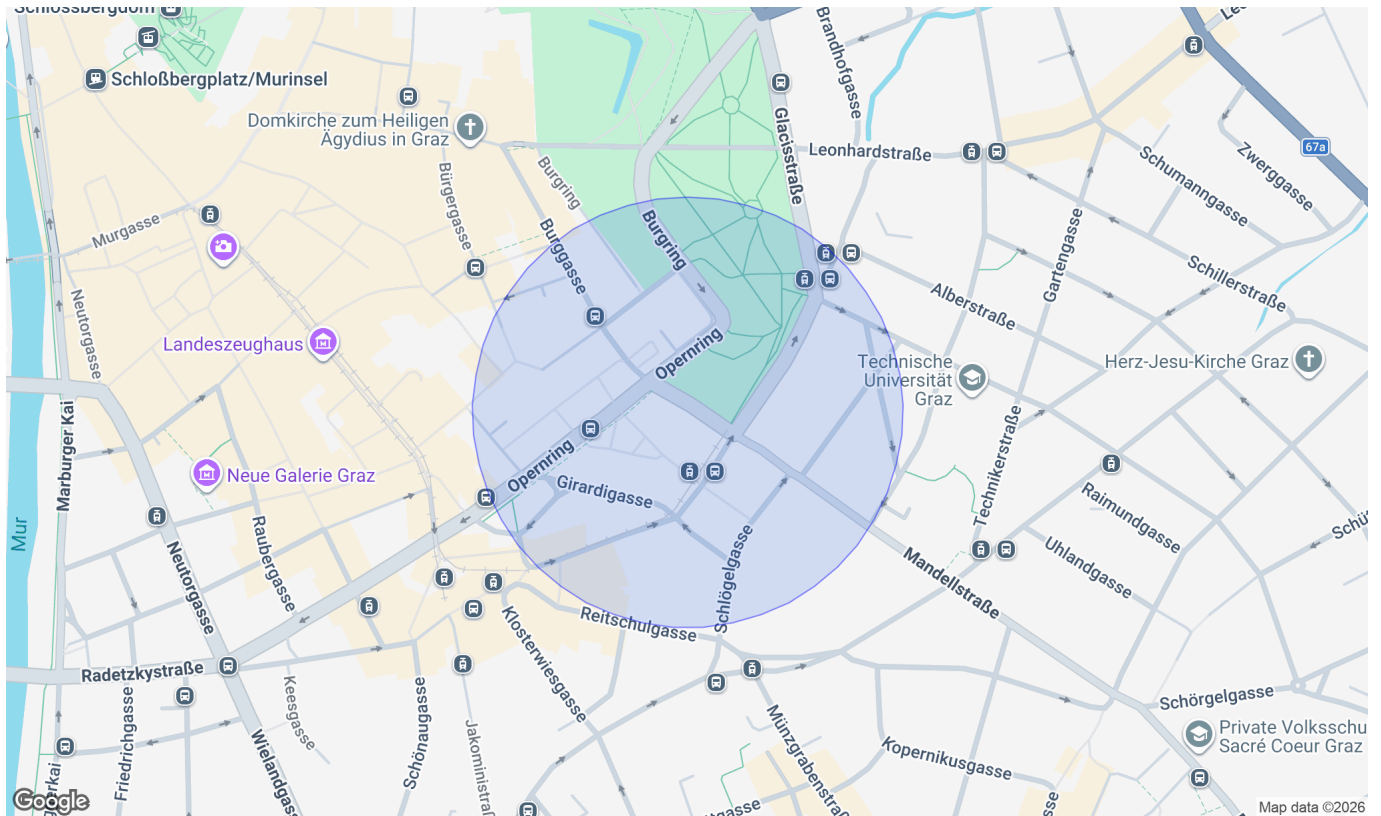 Schlossbergdom
Schloßbergplatz/Murinsel
Domkirche zum Heiligen
Ägydius in Graz
Brandhofgasse
Glacisstraße
Leonhardstraße
67a
Zwerggasse
Schumanngasse
Burgring
Bürgergasse
Burggasse
Burgring
Murgasse
Gartengasse
Schillerstraße
Alberstraße
Neutorgasse
Landeszeughaus
Opernring
Technische
Universität
Graz
Herz-Jesu-Kirche Graz
Marburger Kai
Neue Galerie Graz
Opernring
Girardigasse
Technikerstraße
Raimundgasse
Uhlandgasse
Mur
Raubergasse
Neutorgasse
Schlögelgasse
Mandellstraße
Reitschulgasse
Klosterwiesgasse
Radetzkystraße
Keesgasse
Friedrichgasse
Schönaugasse
Wielandgasse
Münzgrabenstraße
Kopernikusgasse
Schörgelgasse
Private Volksschu
Sacré Coeur Graz
Google
Map data ©2026